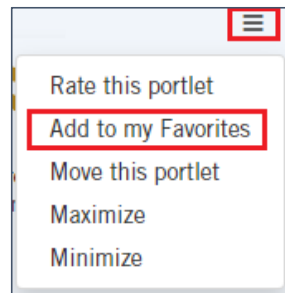 Rate this portlet
Add to my Favorites
Move this portlet
Maximize
Minimize